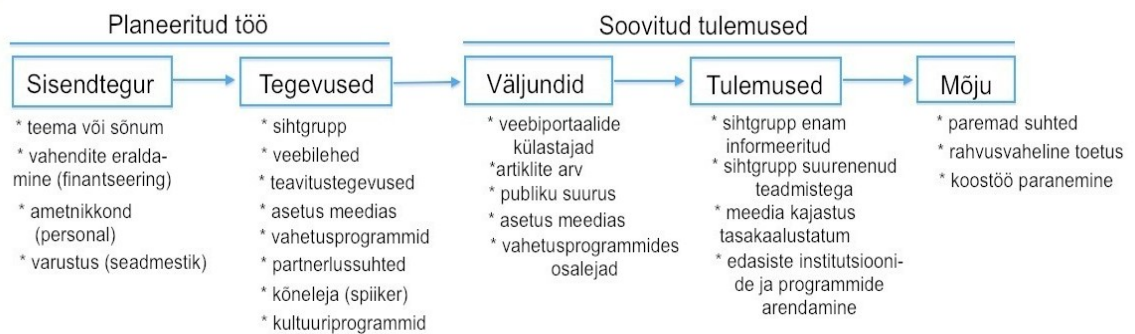 Planeeritud töö
Soovitud tulemused
Sisendtegur
Tegevused
Väljundid
Tulemused
Mõju
* teema või sõnum
* vahendite eralda-
mine (finantseering)
* ametnikkond
(personal)
* varustus (seadmestik)
* sihtgrupp
* veebilehed
* teavitustegevused
* asetus meedias
* vahetusprogrammid
* partnerlussuhted
* kõneleja (spiiker)
* kultuuriprogrammid
* veebiportaalide
külastajad
*artiklite arv
* publiku suurus
* asetus meedias
* vahetusprogrammides
osalejad
* sihtgrupp enam
informeeritud
* sihtgrupp suurenenud
teadmistega
* meedia kajastus
tasakaalustatum
* edasiste institutsiooni-
de ja programmide
arendamine
* paremad suhted
* rahvusvaheline toetus
* koostöö paranemine